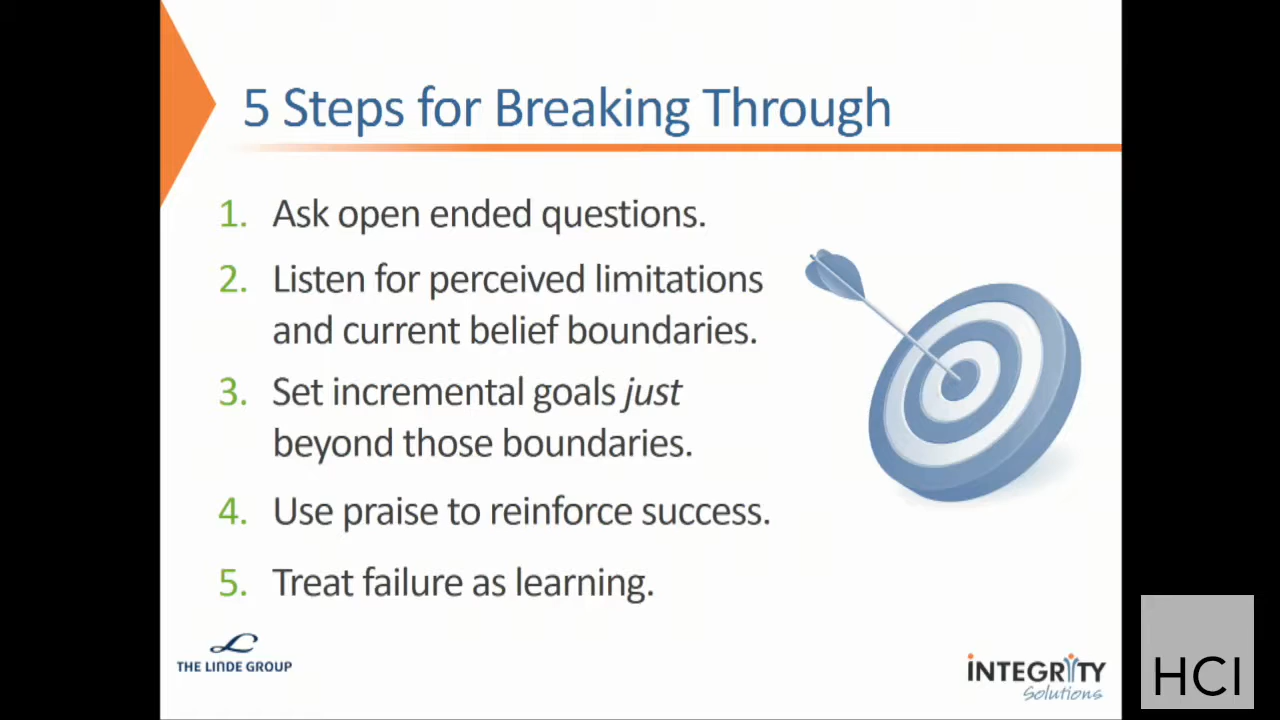 5 Steps for Breaking Through
1. Ask open ended questions.
2. Listen for perceived limitations
and current belief boundaries.
3. Set incremental goals just
beyond those boundaries.
4. Use praise to reinforce success.
5. Treat failure as learning.
THE LINDE GROUP
INTEGRITY
Solutions
HCI